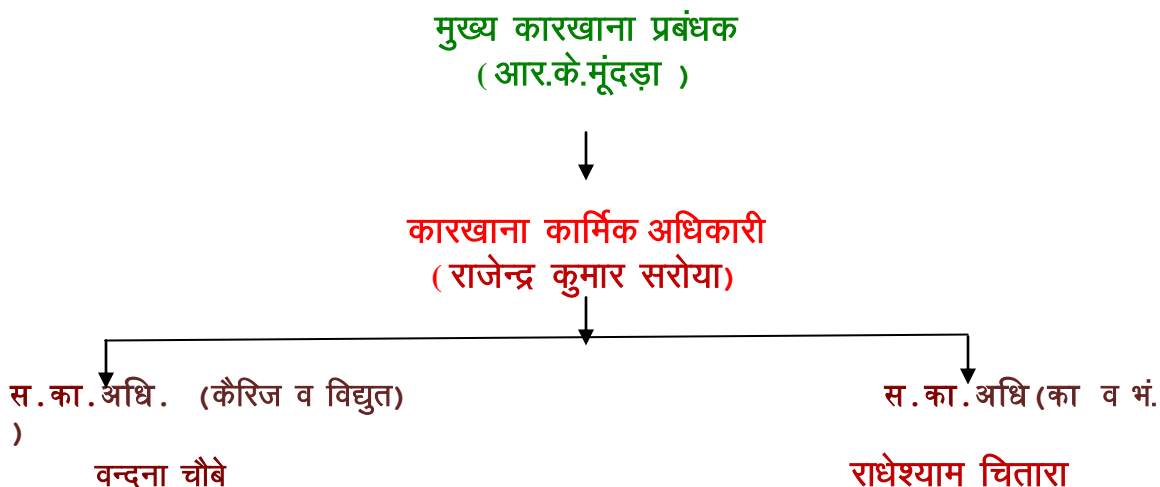 मुख्य कारखाना प्रबंधक
( आर.के.मूंदड़ा )
कारखाना कार्मिक अधिकारी
( राजेन्द्र कुमार सरोया)
स.का.अधि. (कैरिज व विद्युत)
)
वन्दना चौबे
स.का.अधि(का व भं.
राधेश्याम चितारा